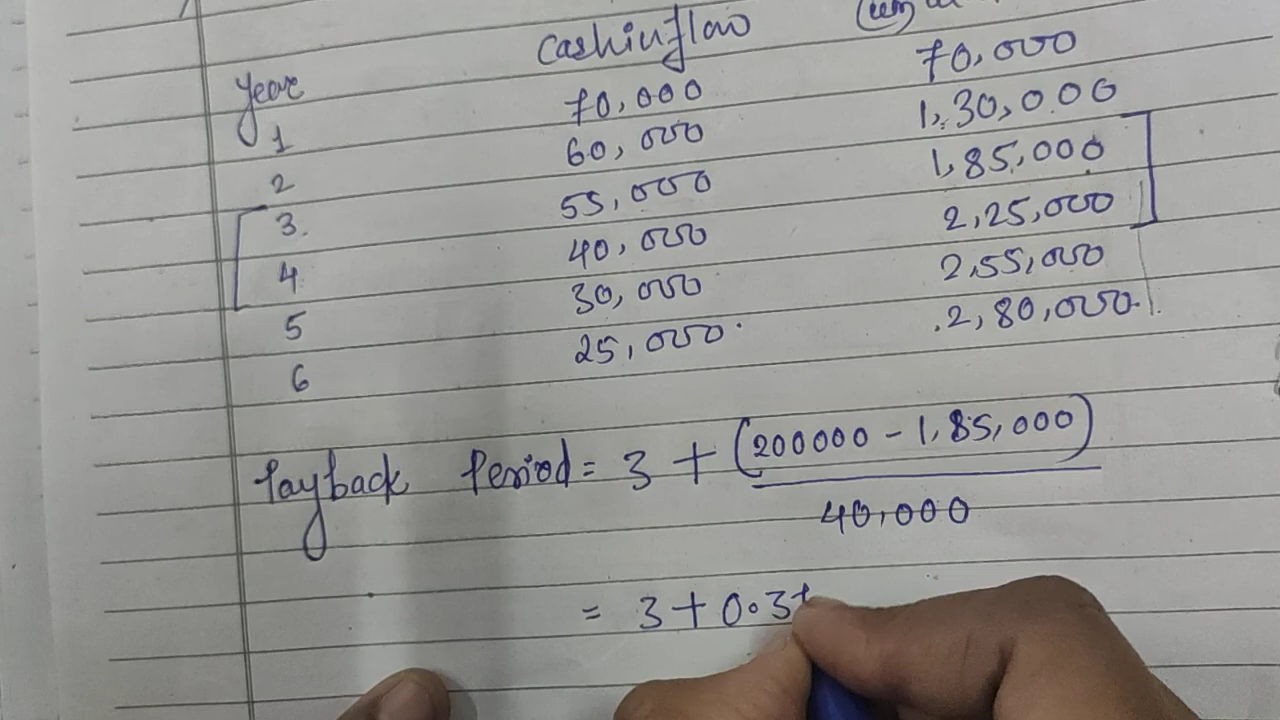 Cashinflow
Year 70,000
1 70,000 1,30,000
2 60,000 1,85,000
3. 55,000 2,25,000
4 40,000 2,55,000
5 30,000 2,80,000
6 25,000
Payback Period = 3 + (200000 - 1,85,000)
40,000
= 3 + 0.37